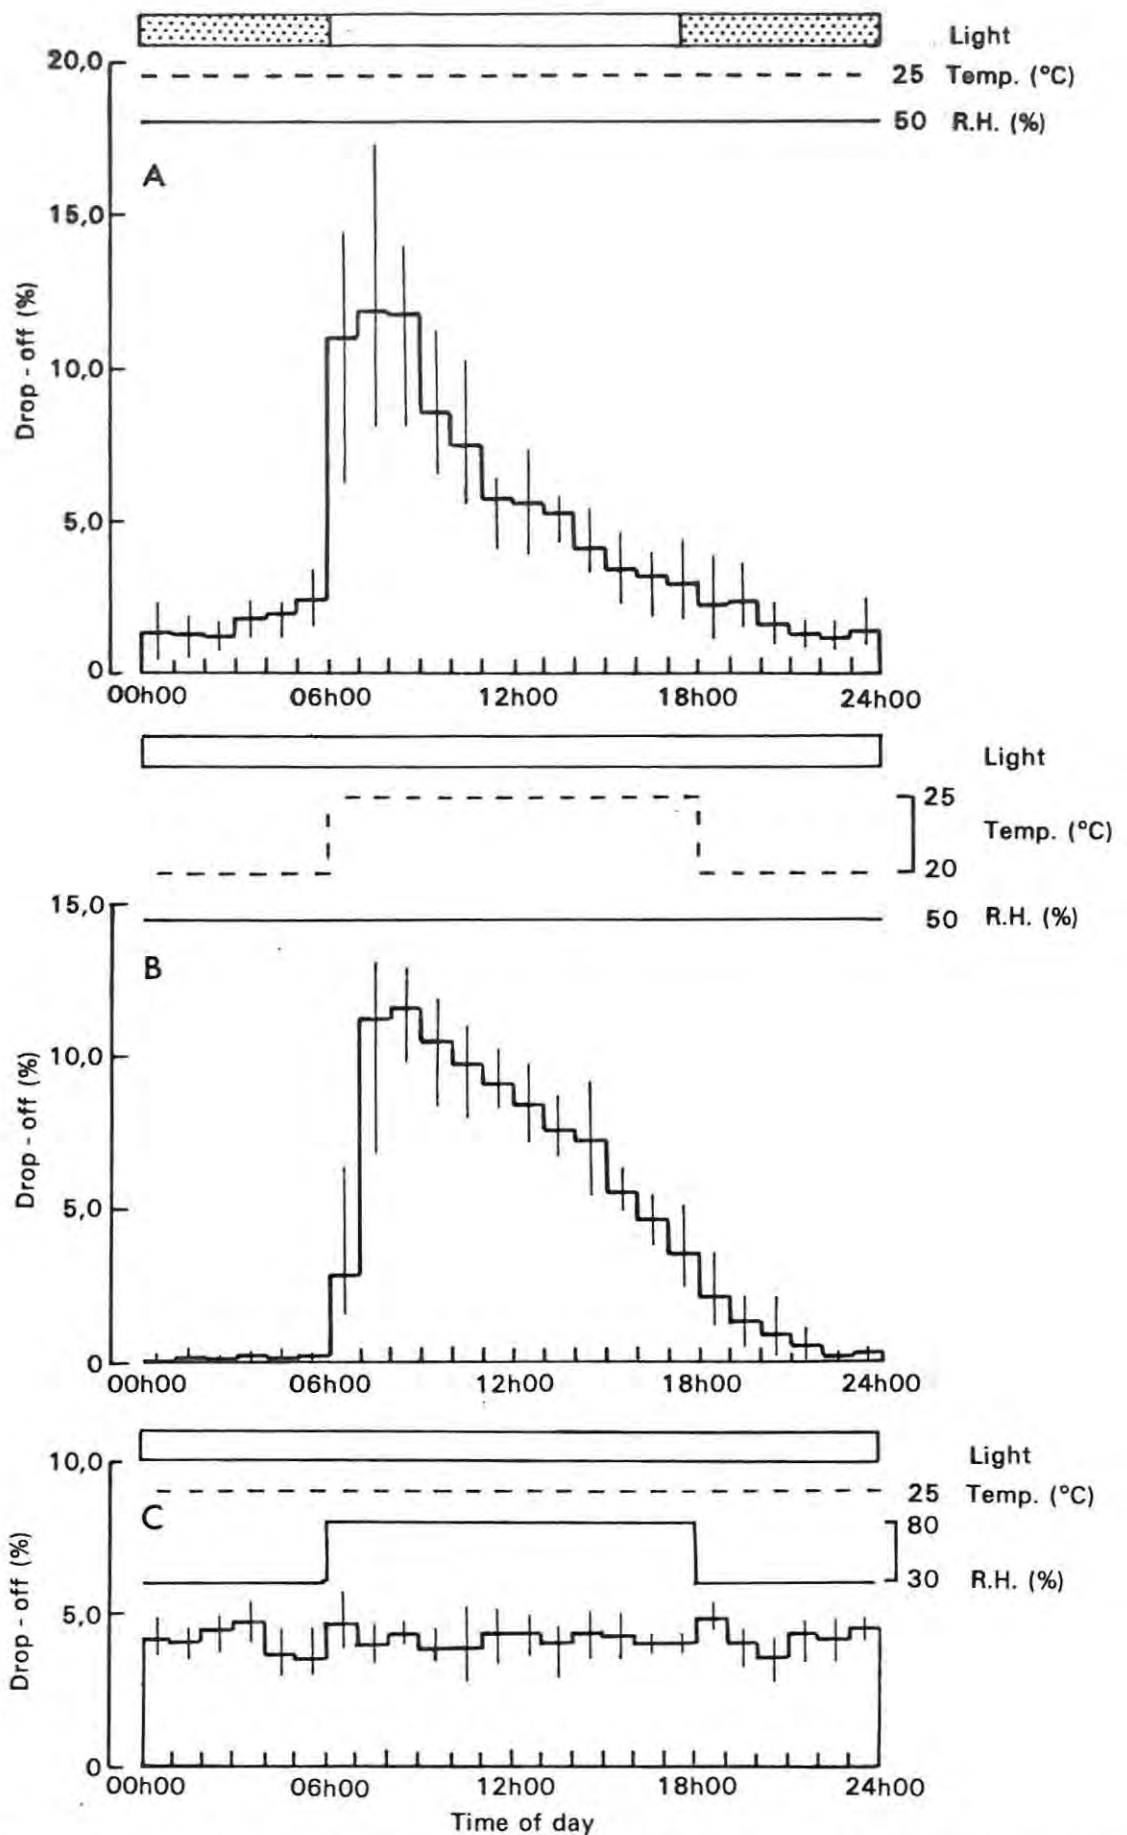 Light
20,0
25 Temp. (°C)
50 R.H. (%)
A
15,0
Drop - off (%)
10,0
5,0
0
00h00 06h00 12h00 18h00 24h00
Light
25
Temp. (°C)
20
15,0
50 R.H. (%)
B
Drop - off (%)
10,0
5,0
0
00h00 06h00 12h00 18h00 24h00
Light
10,0
25 Temp. (°C)
C
80
30 R.H. (%)
Drop - off (%)
5,0
0
00h00 06h00 12h00 18h00 24h00
Time of day